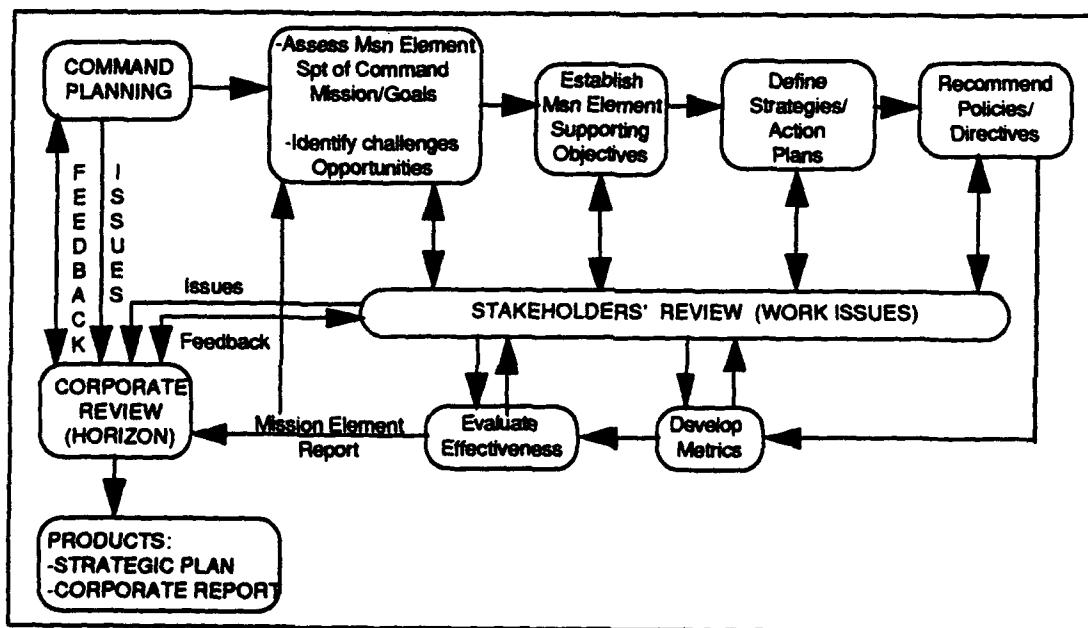 COMMAND
PLANNING
-Assess Msn Element
Spt of Command
Mission/Goals
-Identify challenges
Opportunities
Establish
Msn Element
Supporting
Objectives
Define
Strategies/
Action
Plans
Recommend
Policies/
Directives
FEEDBACK
ISSUES
Issues
Feedback
STAKEHOLDERS' REVIEW (WORK ISSUES)
CORPORATE
REVIEW
(HORIZON)
Mission Element
Report
Evaluate
Effectiveness
Develop
Metrics
PRODUCTS:
-STRATEGIC PLAN
-CORPORATE REPORT